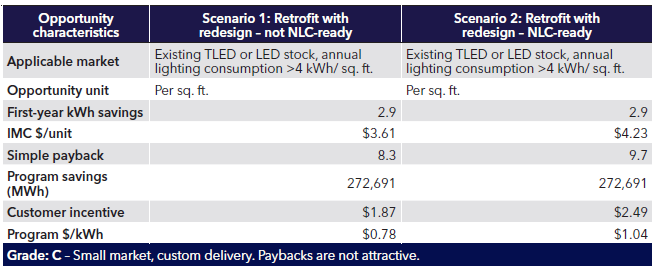 Opportunity characteristics | Scenario 1: Retrofit with redesign – not NLC-ready | Scenario 2: Retrofit with redesign – NLC-ready
Applicable market | Existing TLED or LED stock, annual lighting consumption >4 kWh/ sq. ft. | Existing TLED or LED stock, annual lighting consumption >4 kWh/ sq. ft.
Opportunity unit | Per sq. ft. | Per sq. ft.
First-year kWh savings | 2.9 | 2.9
IMC $/unit | $3.61 | $4.23
Simple payback | 8.3 | 9.7
Program savings (MWh) | 272,691 | 272,691
Customer incentive | $1.87 | $2.49
Program $/kWh | $0.78 | $1.04
Grade: C – Small market, custom delivery. Paybacks are not attractive.